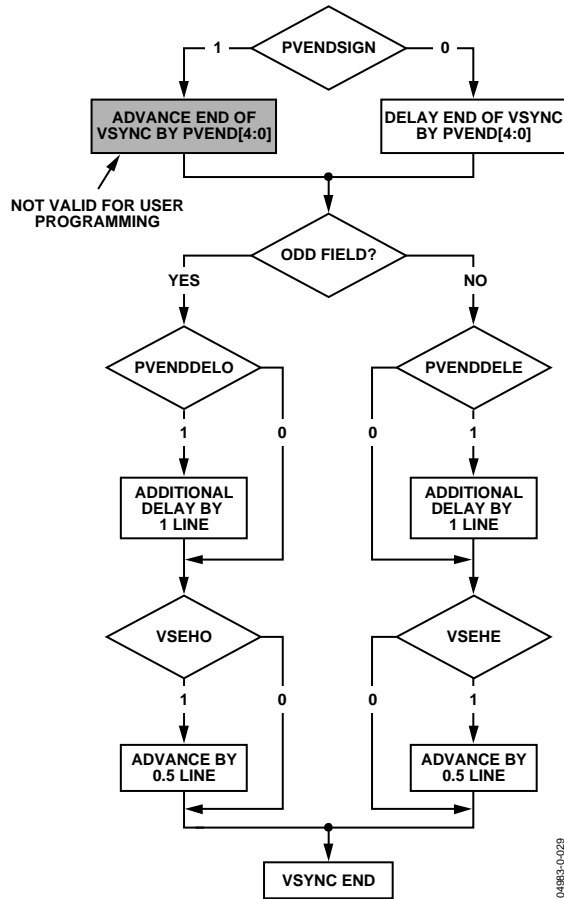 PVENDSIGN
1
0
ADVANCE END OF
VSYNC BY PVEND[4:0]
DELAY END OF VSYNC
BY PVEND[4:0]
NOT VALID FOR USER
PROGRAMMING
ODD FIELD?
YES
NO
PVENDDELO
PVENDDELE
1
0
0
1
ADDITIONAL
DELAY BY
1 LINE
ADDITIONAL
DELAY BY
1 LINE
VSEHO
VSEHE
1
0
0
1
ADVANCE BY
0.5 LINE
ADVANCE BY
0.5 LINE
VSYNC END
04983-0-029